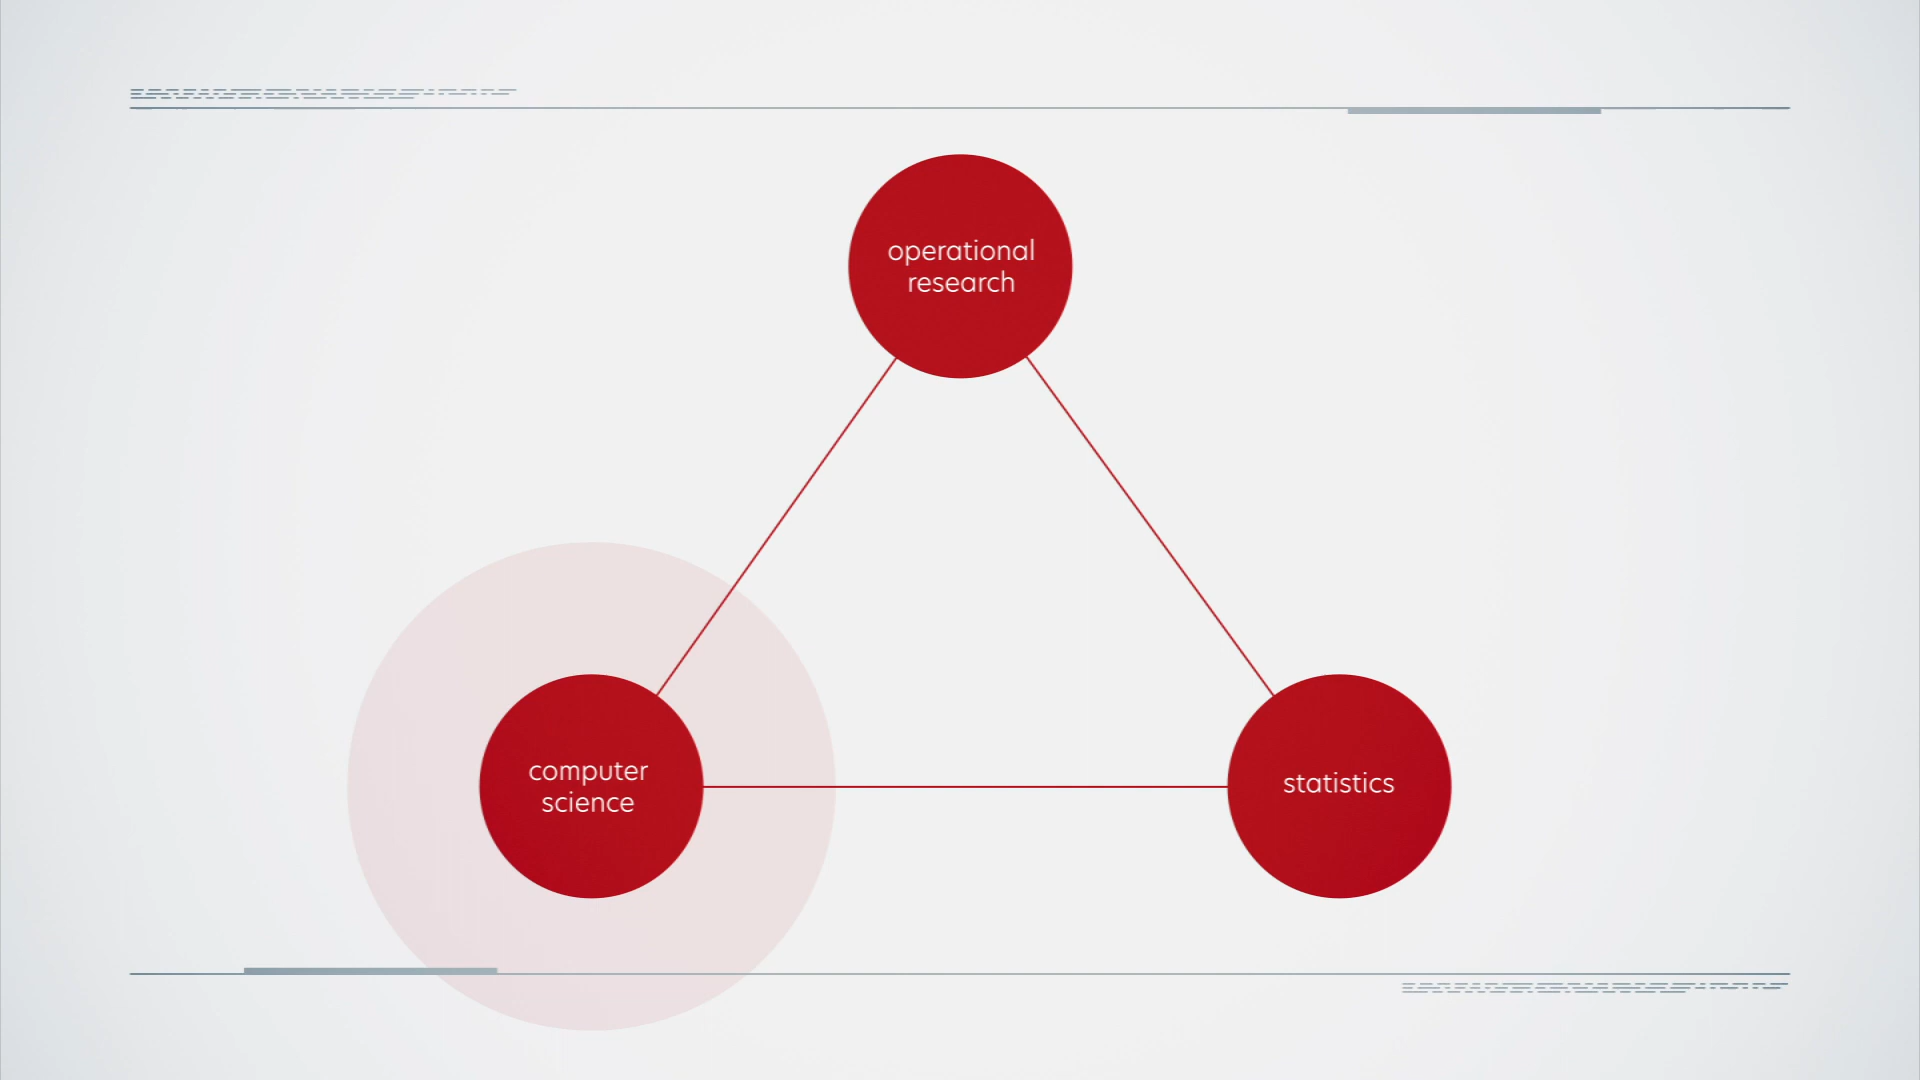 operational
research
computer
science
statistics